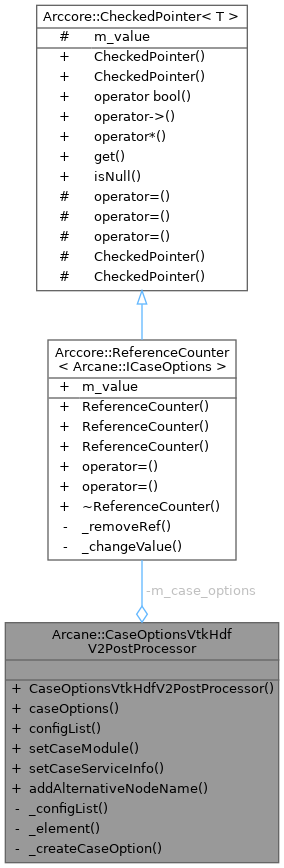 Arccore::CheckedPointer< T >
# m_value
+ CheckedPointer()
+ CheckedPointer()
+ operator bool()
+ operator->()
+ operator*()
+ get()
+ isNull()
# operator=()
# operator=()
# operator=()
# CheckedPointer()
# CheckedPointer()
Arccore::ReferenceCounter
< Arcane::ICaseOptions >
+ m_value
+ ReferenceCounter()
+ ReferenceCounter()
+ ReferenceCounter()
+ operator=()
+ operator=()
+ ~ReferenceCounter()
- _removeRef()
- _changeValue()
-m_case_options
Arcane::CaseOptionsVtkHdf
V2PostProcessor
+ CaseOptionsVtkHdfV2PostProcessor()
+ caseOptions()
+ configList()
+ setCaseModule()
+ setCaseServiceInfo()
+ addAlternativeNodeName()
- _configList()
- _element()
- _createCaseOption()